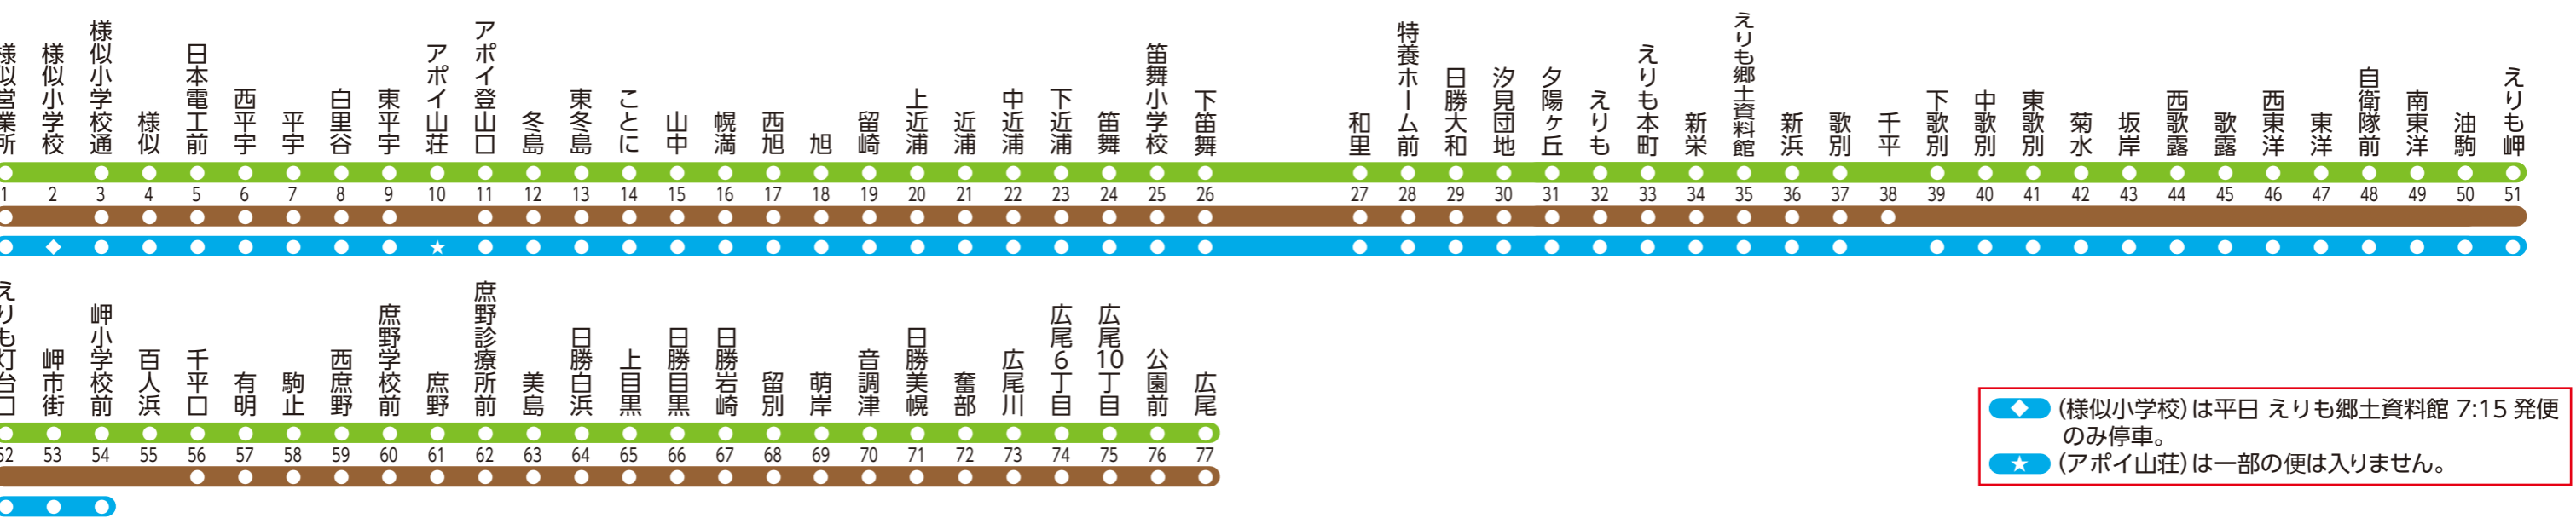 様似営業所
様似小学校
様似小学校通
様似
日本電工前
西平宇
平宇
白里谷
東平宇
アポイ山荘
アポイ登山口
冬島
東冬島
ことに
山中
幌満
西旭
旭
留崎
上近浦
近浦
中近浦
下近浦
笛舞
笛舞小学校
下笛舞
和里
特養ホーム前
日勝大和
汐見団地
夕陽ヶ丘
えりも
えりも本町
新栄
えりも郷土資料館
新浜
歌別
千平
下歌別
中歌別
東歌別
菊水
坂岸
西歌露
歌露
西東洋
東洋
自衛隊前
南東洋
油駒
えりも岬
1 2 3 4 5 6 7 8 9 10 11 12 13 14 15 16 17 18 19 20 21 22 23 24 25 26 27 28 29 30 31 32 33 34 35 36 37 38 39 40 41 42 43 44 45 46 47 48 49 50 51
えりも灯台口
岬市街
岬小学校前
百人浜
千平口
有明
駒止
西庶野
庶野学校前
庶野
庶野診療所前
美島
日勝白浜
上目黒
日勝目黒
日勝岩崎
留別
萌岸
音調津
日勝美幌
奮部
広尾川
広尾6丁目
広尾10丁目
公園前
広尾
52 53 54 55 56 57 58 59 60 61 62 63 64 65 66 67 68 69 70 71 72 73 74 75 76 77
(様似小学校)は平日 えりも郷土資料館 7:15 発便
のみ停車。
(アポイ山荘)は一部の便は入りません。